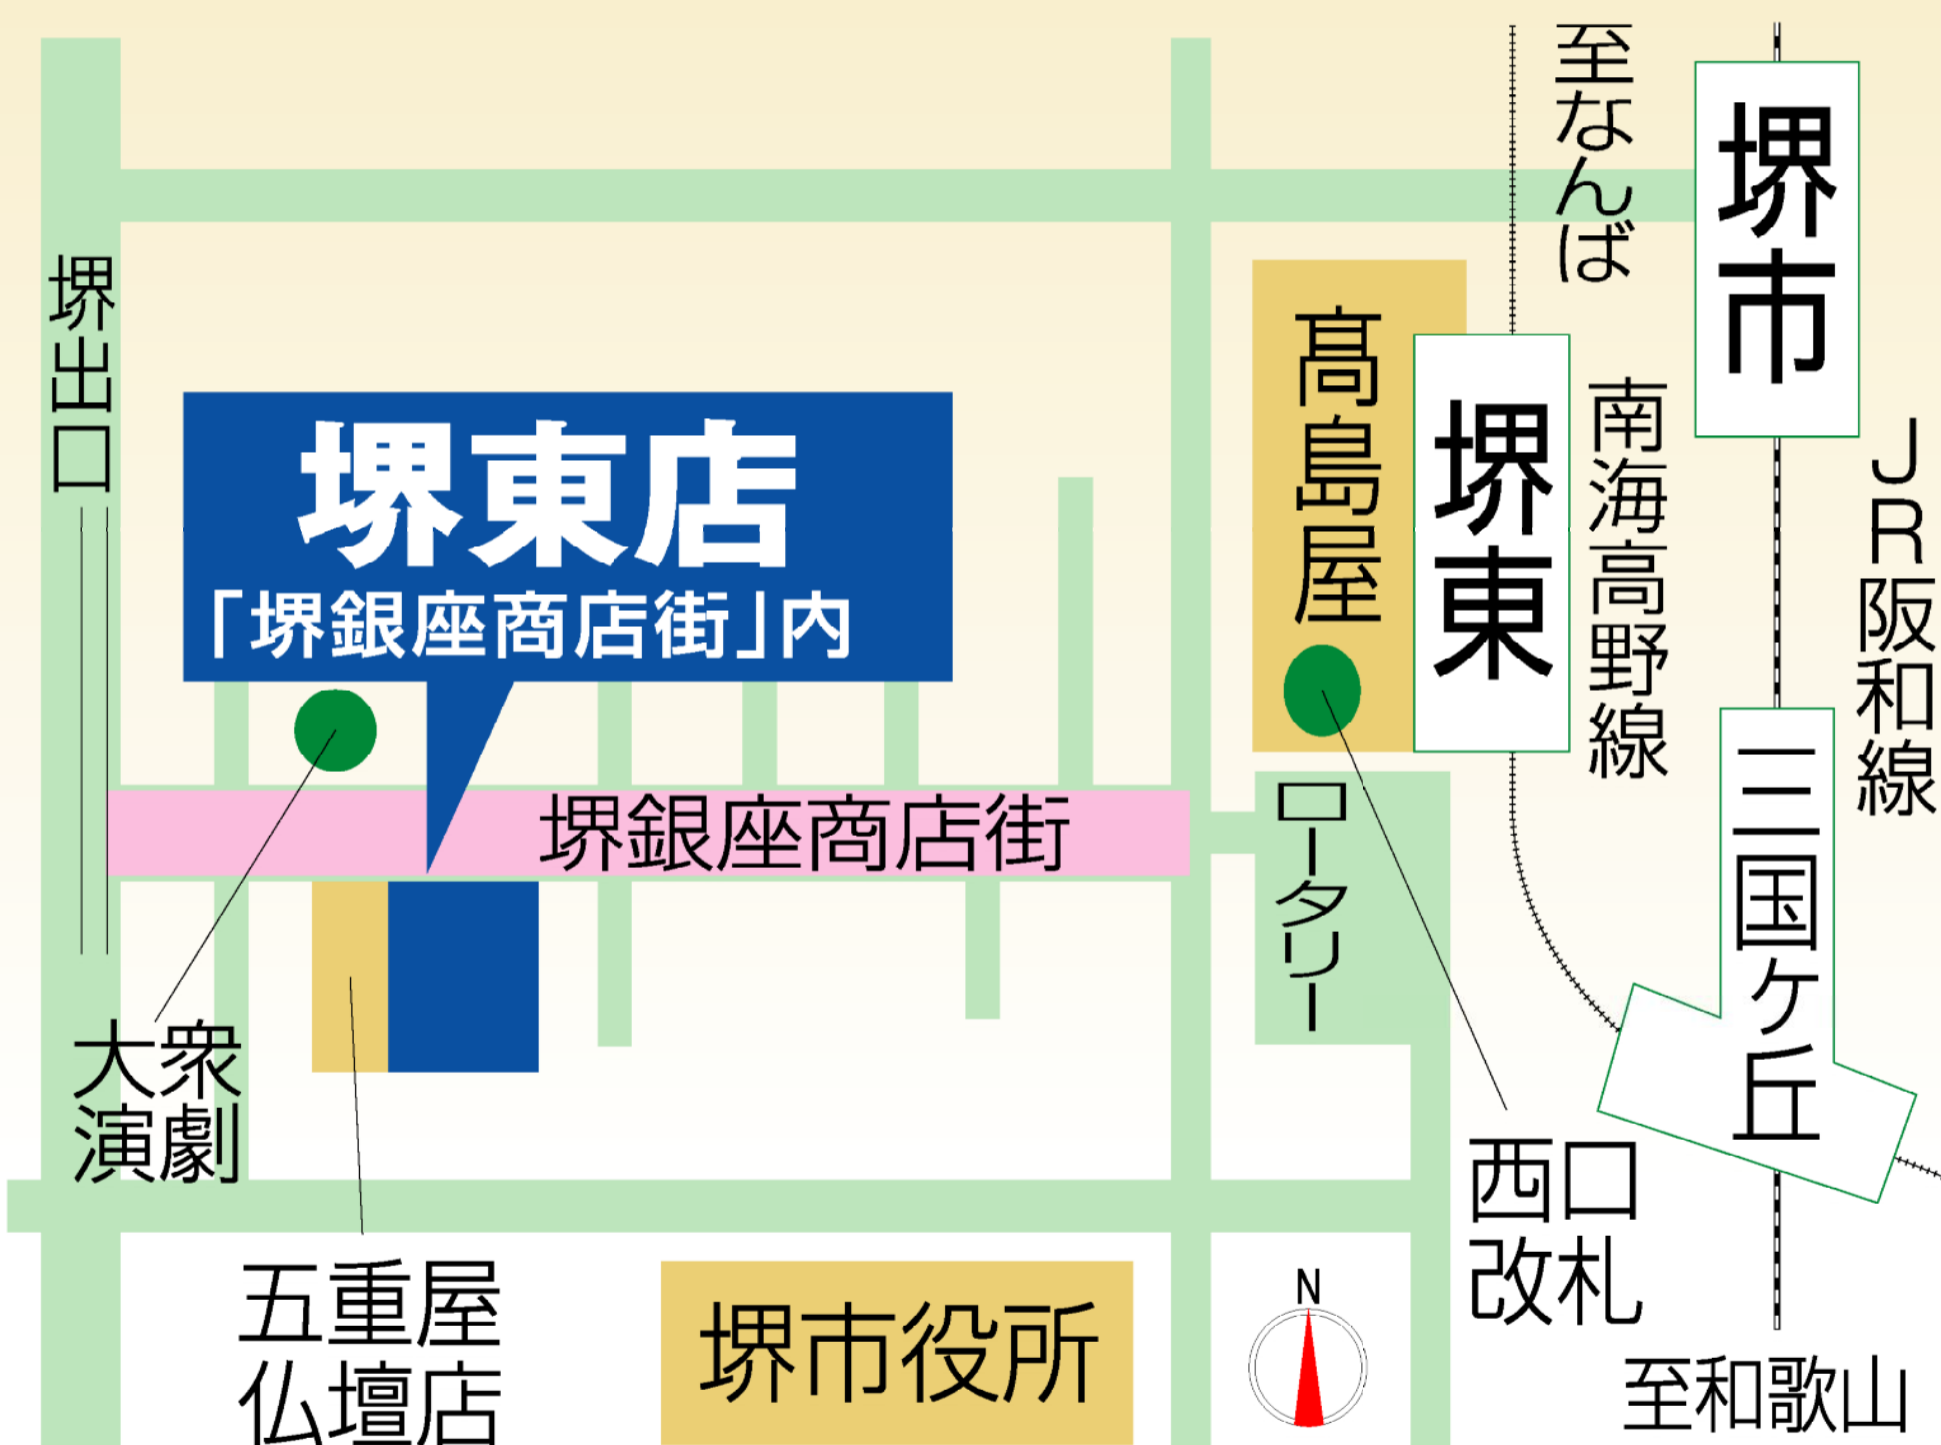 至なんば
堺市
堺出口
髙島屋
堺東
南海高野線
JR阪和線
堺東店
「堺銀座商店街」内
堺銀座商店街
ロータリー
三国ヶ丘
大衆
演劇
西口
改札
五重屋
仏壇店
堺市役所
N
至和歌山